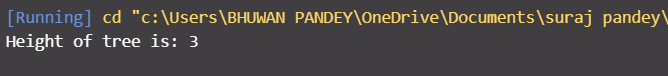 [Running] cd "c:\Users\BHUWAN PANDEY\OneDrive\Documents\suraj pandey\
Height of tree is: 3